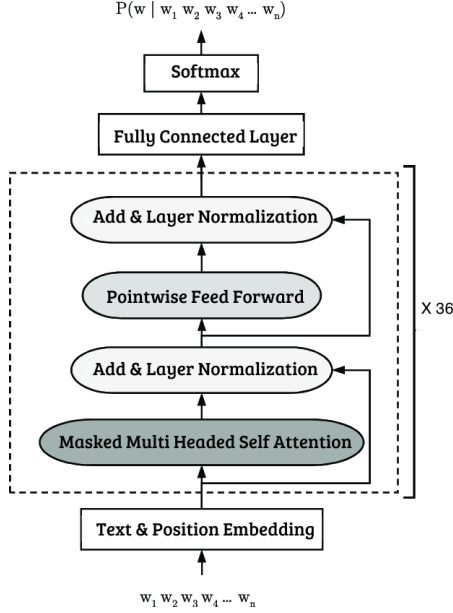 P(w | w₁ w₂ w₃ w₄ ... wₙ)
Softmax
Fully Connected Layer
Add & Layer Normalization
Pointwise Feed Forward
X 36
Add & Layer Normalization
Masked Multi Headed Self Attention
Text & Position Embedding
w₁ w₂ w₃ w₄ ... wₙ